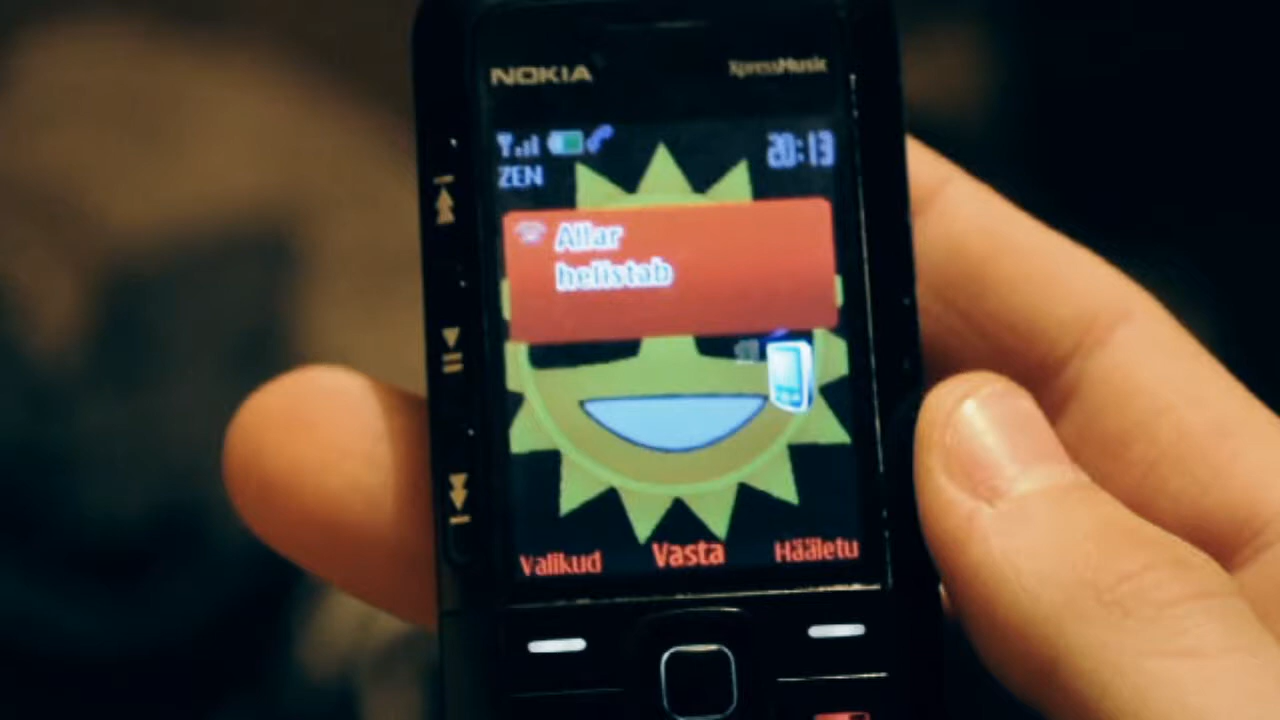 NOKIA
XpressMusic
20:13
ZEN
Allar
helistab
Valikud
Vasta
Hääletu